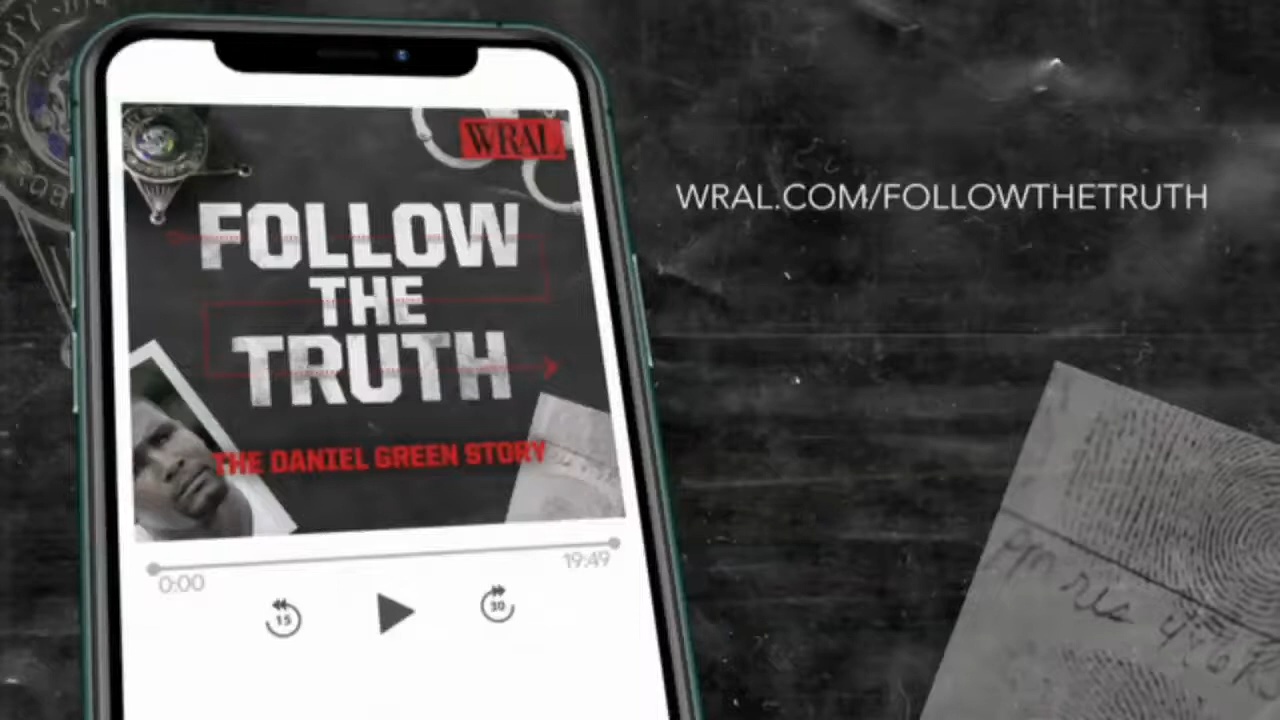 WRAL
FOLLOW
THE
TRUTH
THE DANIEL GREEN STORY
0:00
19:49
15
30
WRAL.COM/FOLLOWTHETRUTH